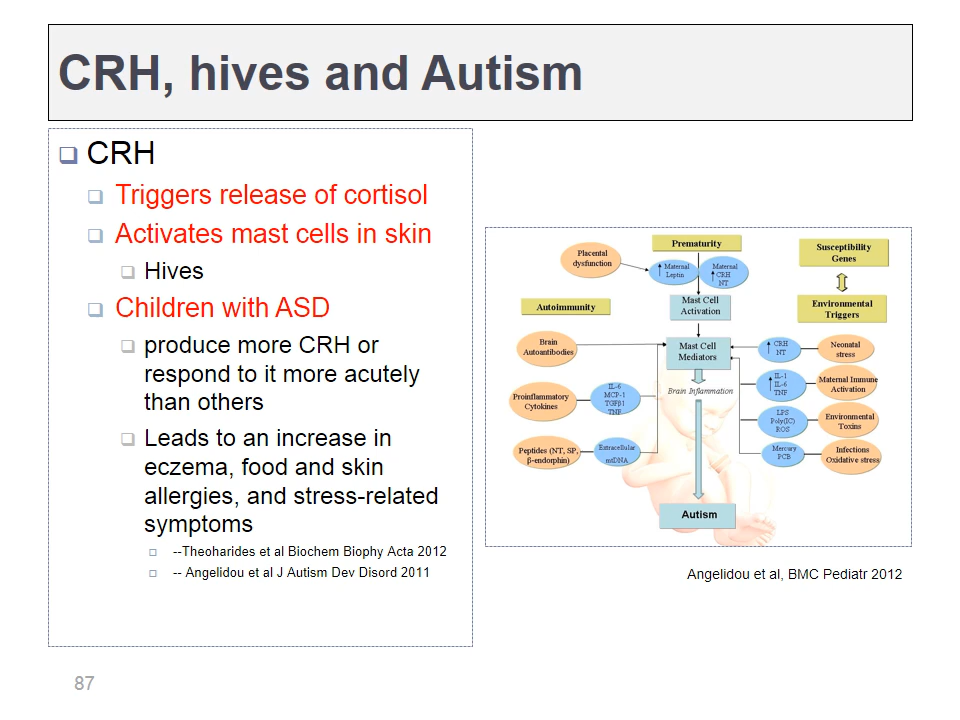 CRH, hives and Autism
CRH
Triggers release of cortisol
Activates mast cells in skin
Hives
Children with ASD
produce more CRH or
respond to it more acutely
than others
Leads to an increase in
eczema, food and skin
allergies, and stress-related
symptoms
--Theoharides et al Biochem Biophy Acta 2012
-- Angelidou et al J Autism Dev Disord 2011
Prematurity
Susceptibility
Genes
Placental
dysfunction
↑ Maternal
Leptin
Maternal
↑ CRH
NT
Environmental
Triggers
Autoimmunity
Mast Cell
Activation
Brain
Autoantibodies
Mast Cell
Mediators
↑ CRH
NT
Neonatal
stress
Brain Inflammation
↑ IL-1
IL-6
TNF
Maternal Immune
Activation
Proinflammatory
Cytokines
IL-6
MCP-1
TGFβ1
TNF
LPS
Poly(IC)
ROS
Environmental
Toxins
Peptides (NT, SP,
β-endorphin)
Extracellular
mtDNA
Mercury
PCB
Infections
Oxidative stress
Autism
Angelidou et al, BMC Pediatr 2012
87